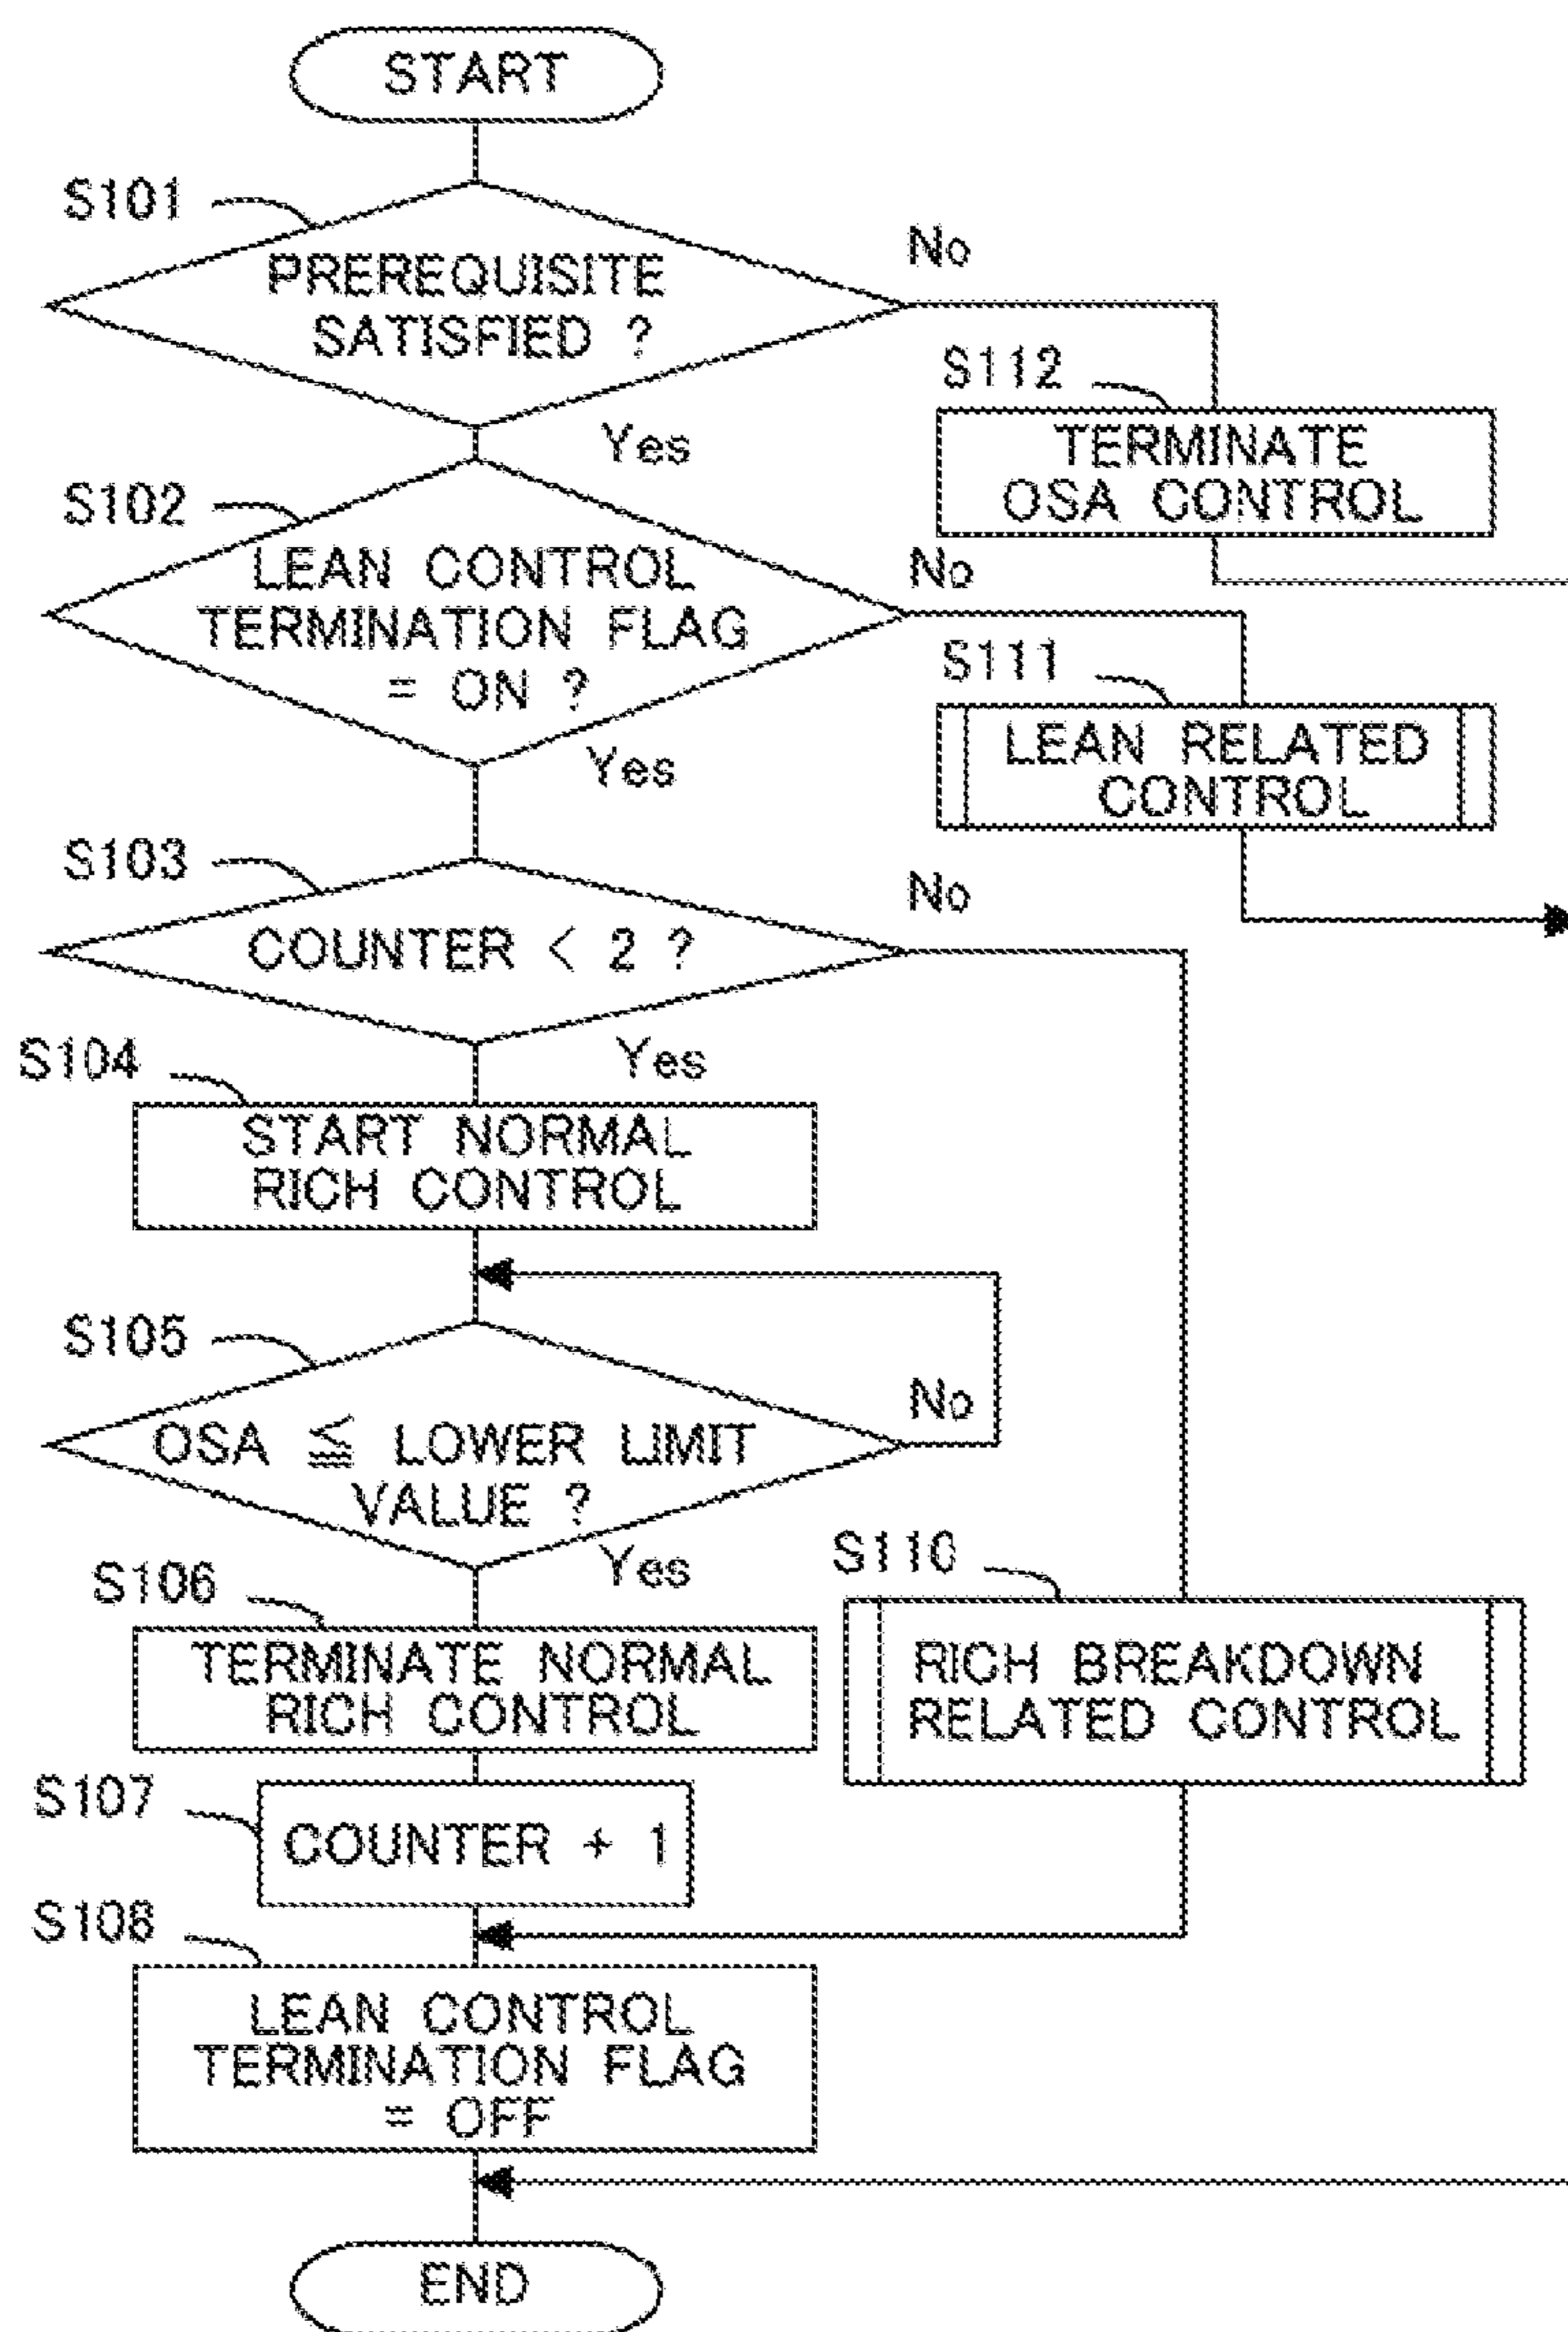 START
S101
PREREQUISITE
SATISFIED ?
No
Yes
S112
TERMINATE
OSA CONTROL
S102
LEAN CONTROL
TERMINATION FLAG
= ON ?
No
Yes
S111
LEAN RELATED
CONTROL
S103
COUNTER < 2 ?
No
Yes
S104
START NORMAL
RICH CONTROL
S105
OSA ≦ LOWER LIMIT
VALUE ?
No
Yes
S106
TERMINATE NORMAL
RICH CONTROL
S110
RICH BREAKDOWN
RELATED CONTROL
S107
COUNTER + 1
S108
LEAN CONTROL
TERMINATION FLAG
= OFF
END